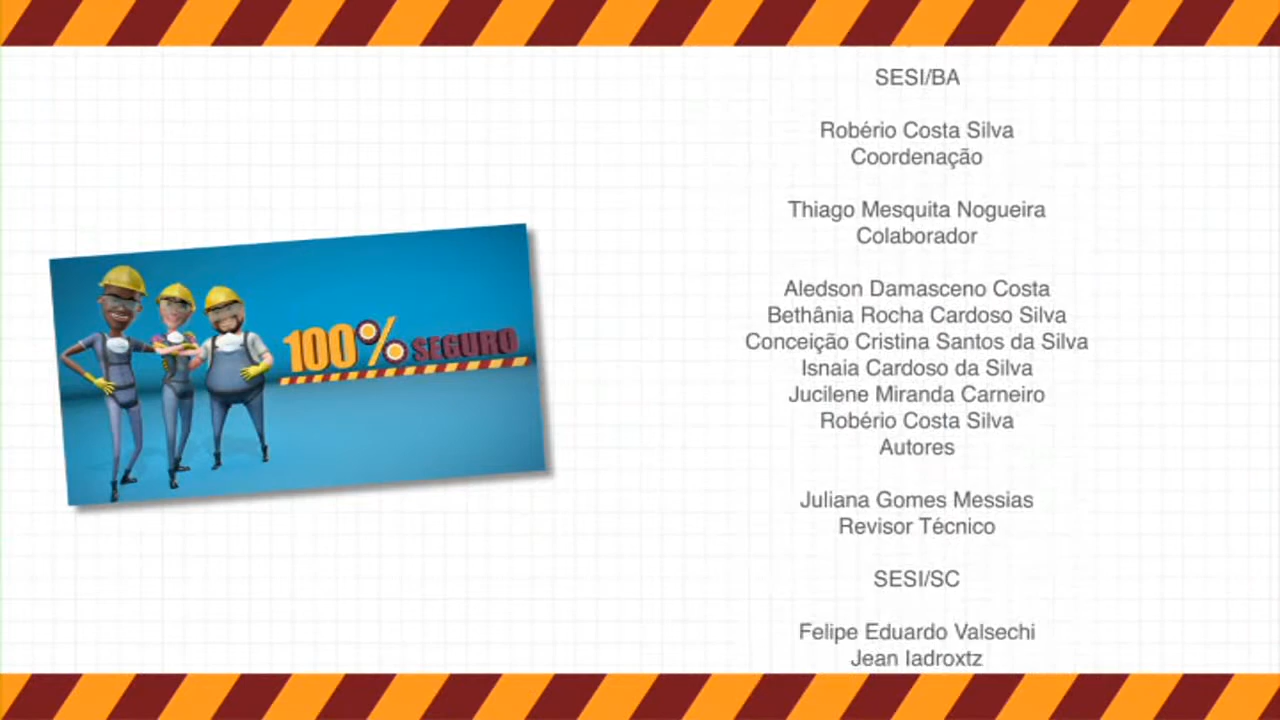 100% SEGURO
SESI/BA
Robério Costa Silva
Coordenação
Thiago Mesquita Nogueira
Colaborador
Aledson Damasceno Costa
Bethânia Rocha Cardoso Silva
Conceição Cristina Santos da Silva
Isnaia Cardoso da Silva
Jucilene Miranda Carneiro
Robério Costa Silva
Autores
Juliana Gomes Messias
Revisor Técnico
SESI/SC
Felipe Eduardo Valsechi
Jean Iadroxtz